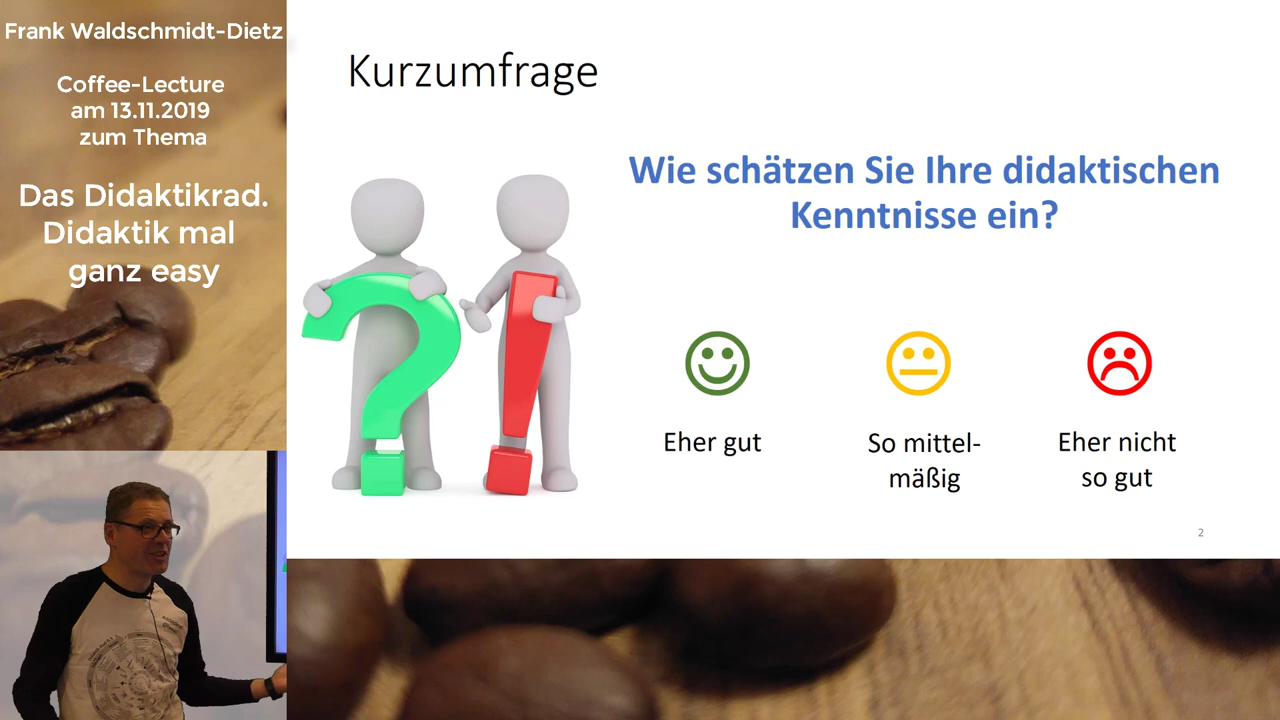 Frank Waldschmidt-Dietz
Coffee-Lecture
am 13.11.2019
zum Thema
Das Didaktikrad.
Didaktik mal
ganz easy
Kurzumfrage
Wie schätzen Sie Ihre didaktischen
Kenntnisse ein?
Eher gut
So mittel-
mäßig
Eher nicht
so gut
2